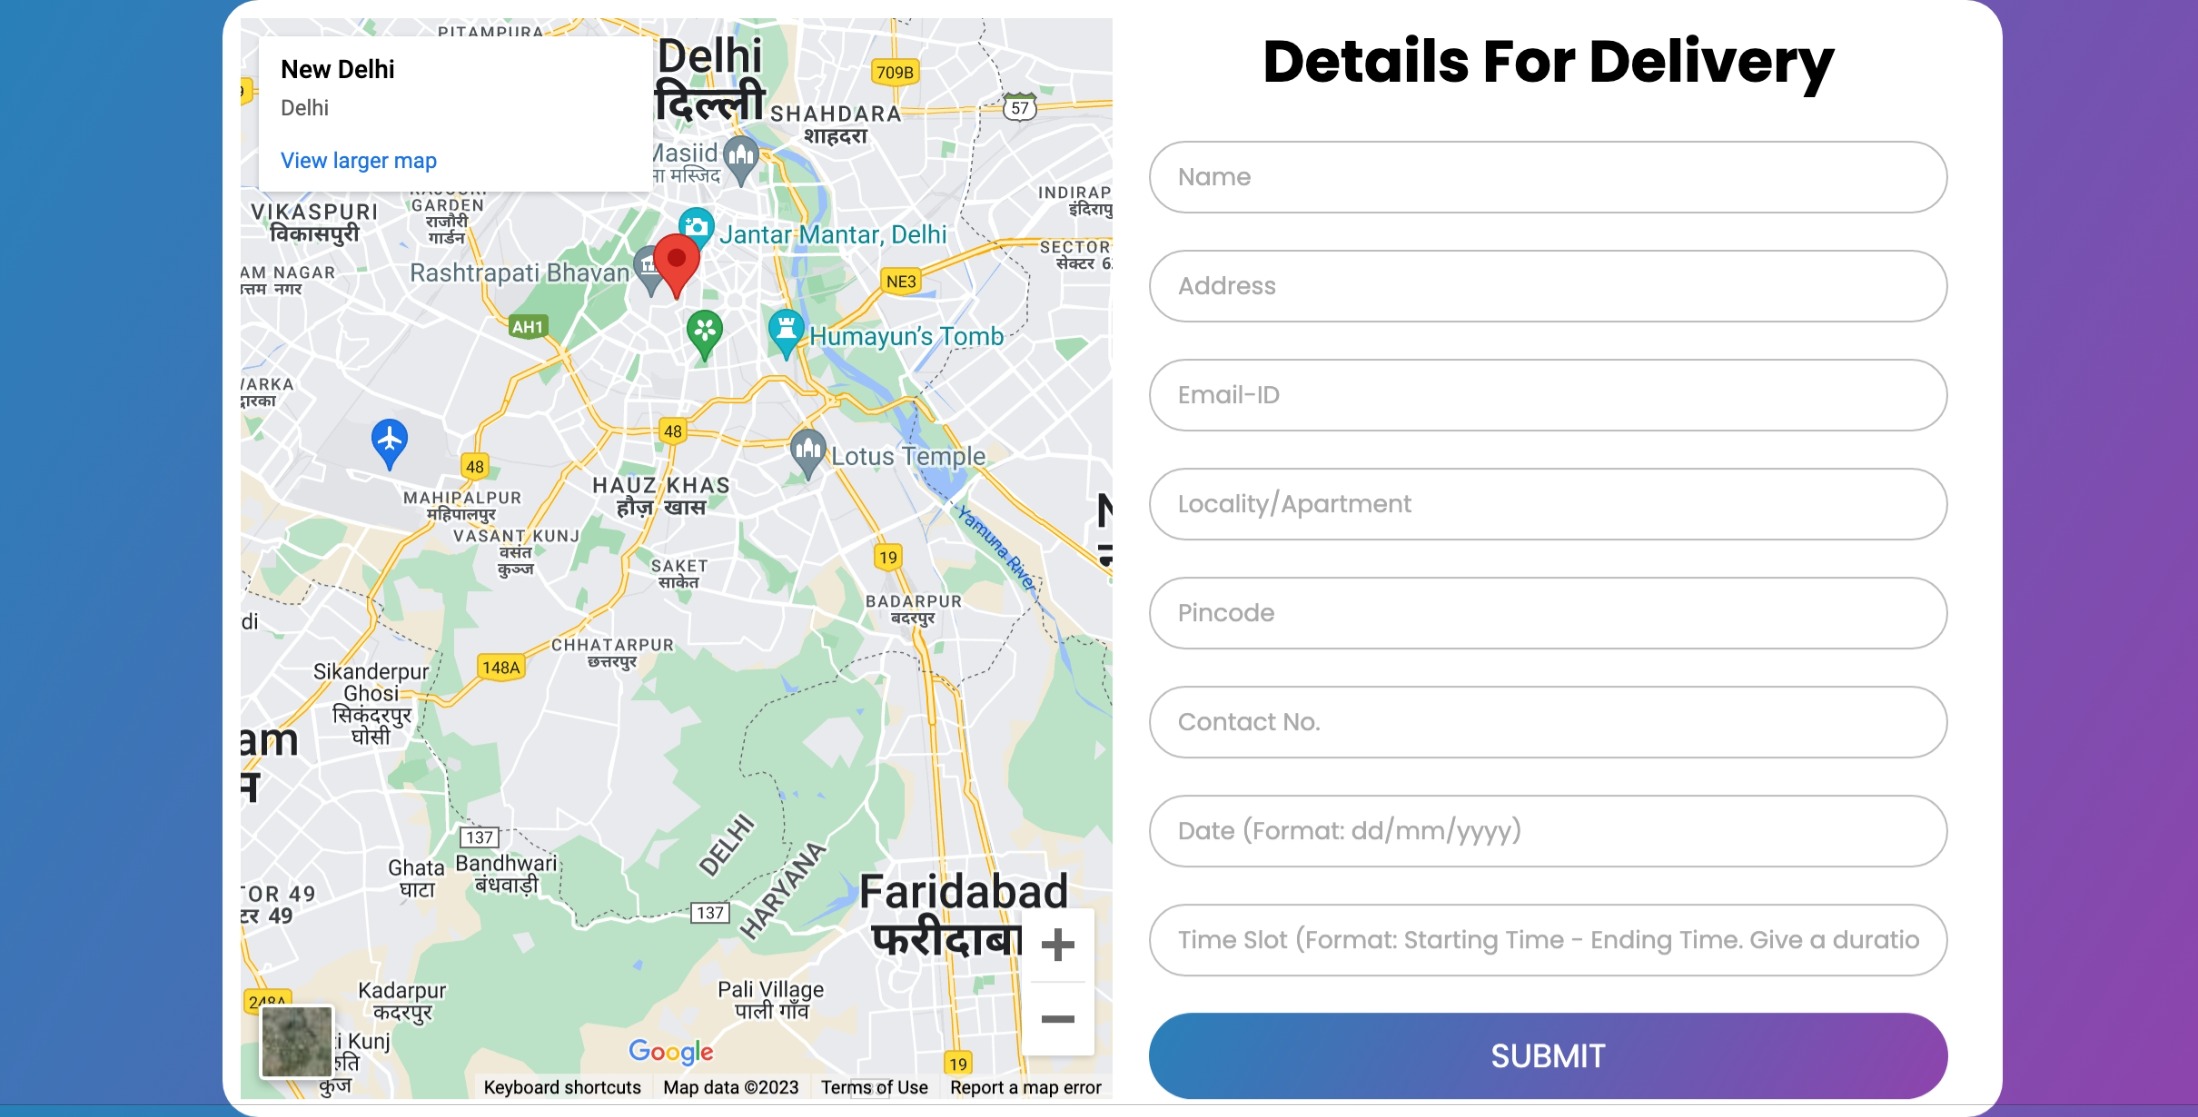 PITAMPURA
New Delhi
Delhi
View larger map
Delhi
दिल्ली
709B
SHAHDARA
शाहदरा
57
Masjid
मस्जिद
GARDEN
राजौरी
गार्डन
VIKASPURI
विकासपुरी
INDIRAP
इंदिरापु
Jantar Mantar, Delhi
SECTOR
सेक्टर 6
Rashtrapati Bhavan
AM NAGAR
त्तम नगर
NE3
AH1
Humayun's Tomb
ARKA
द्वारका
48
48
Lotus Temple
HAUZ KHAS
हौज़ खास
MAHIPALPUR
महिपालपुर
VASANT KUNJ
वसंत
कुञ्ज
Yamuna River
SAKET
साकेत
19
BADARPUR
बदरपुर
di
CHHATARPUR
छत्तरपुर
148A
Sikanderpur
Ghosi
सिकंदरपुर
घोसी
am
म
137
Ghata
घाटा
Bandhwari
बंधवाड़ी
DELHI
HARYANA
137
TOR 49
टर 49
Faridabad
फरीदाबा
Kadarpur
कदरपुर
Pali Village
पाली गाँव
248A
i Kunj
कुंज
19
Google
Keyboard shortcuts
Map data ©2023
Terms of Use
Report a map error
Details For Delivery
Name
Address
Email-ID
Locality/Apartment
Pincode
Contact No.
Date (Format: dd/mm/yyyy)
Time Slot (Format: Starting Time - Ending Time. Give a duratio
SUBMIT